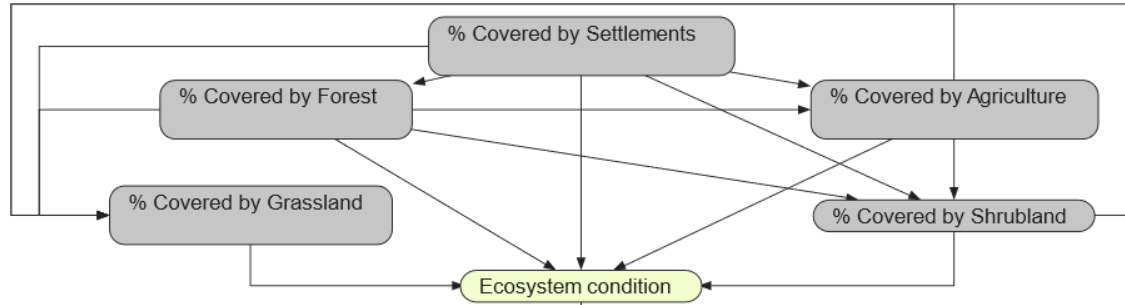 % Covered by Settlements
% Covered by Forest
% Covered by Agriculture
% Covered by Grassland
% Covered by Shrubland
Ecosystem condition